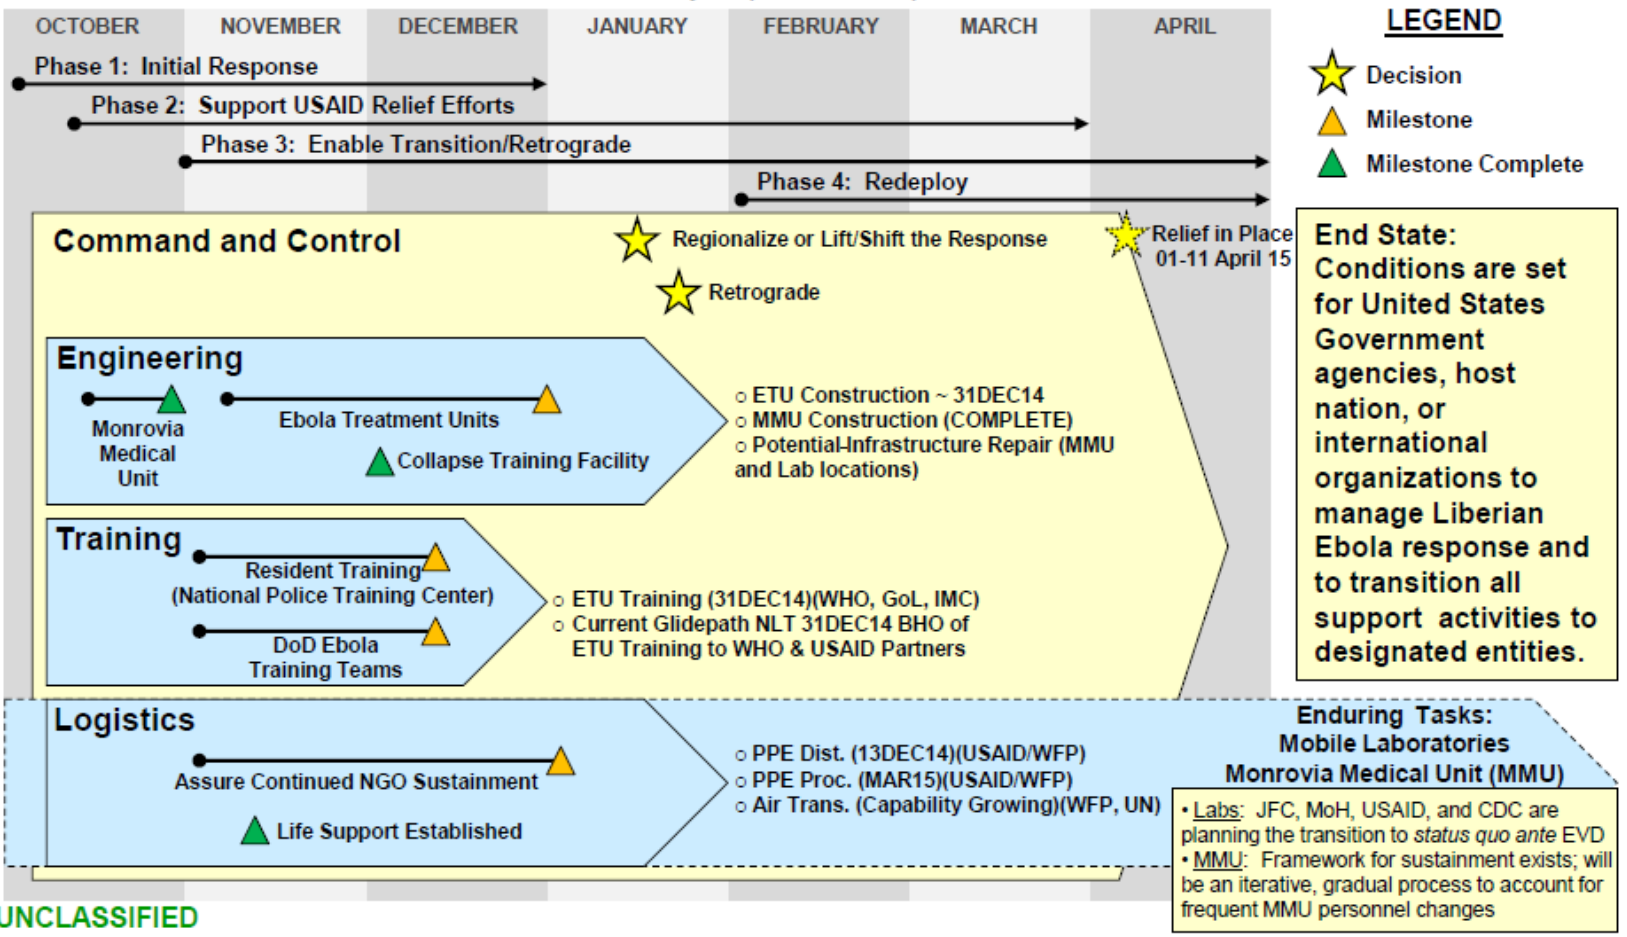 OCTOBER
NOVEMBER
DECEMBER
JANUARY
FEBRUARY
MARCH
APRIL
LEGEND
Decision
Milestone
Milestone Complete
Phase 1: Initial Response
Phase 2: Support USAID Relief Efforts
Phase 3: Enable Transition/Retrograde
Phase 4: Redeploy
Command and Control
Regionalize or Lift/Shift the Response
Retrograde
Relief in Place
01-11 April 15
End State:
Conditions are set
for United States
Government
agencies, host
nation, or
international
organizations to
manage Liberian
Ebola response and
to transition all
support activities to
designated entities.
Engineering
Monrovia
Medical
Unit
Ebola Treatment Units
Collapse Training Facility
○ ETU Construction ~ 31DEC14
○ MMU Construction (COMPLETE)
○ Potential-Infrastructure Repair (MMU
and Lab locations)
Training
Resident Training
(National Police Training Center)
DoD Ebola
Training Teams
○ ETU Training (31DEC14)(WHO, GoL, IMC)
○ Current Glidepath NLT 31DEC14 BHO of
ETU Training to WHO & USAID Partners
Logistics
Assure Continued NGO Sustainment
Life Support Established
○ PPE Dist. (13DEC14)(USAID/WFP)
○ PPE Proc. (MAR15)(USAID/WFP)
○ Air Trans. (Capability Growing)(WFP, UN)
Enduring Tasks:
Mobile Laboratories
Monrovia Medical Unit (MMU)
• Labs: JFC, MoH, USAID, and CDC are
planning the transition to status quo ante EVD
• MMU: Framework for sustainment exists; will
be an iterative, gradual process to account for
frequent MMU personnel changes
UNCLASSIFIED